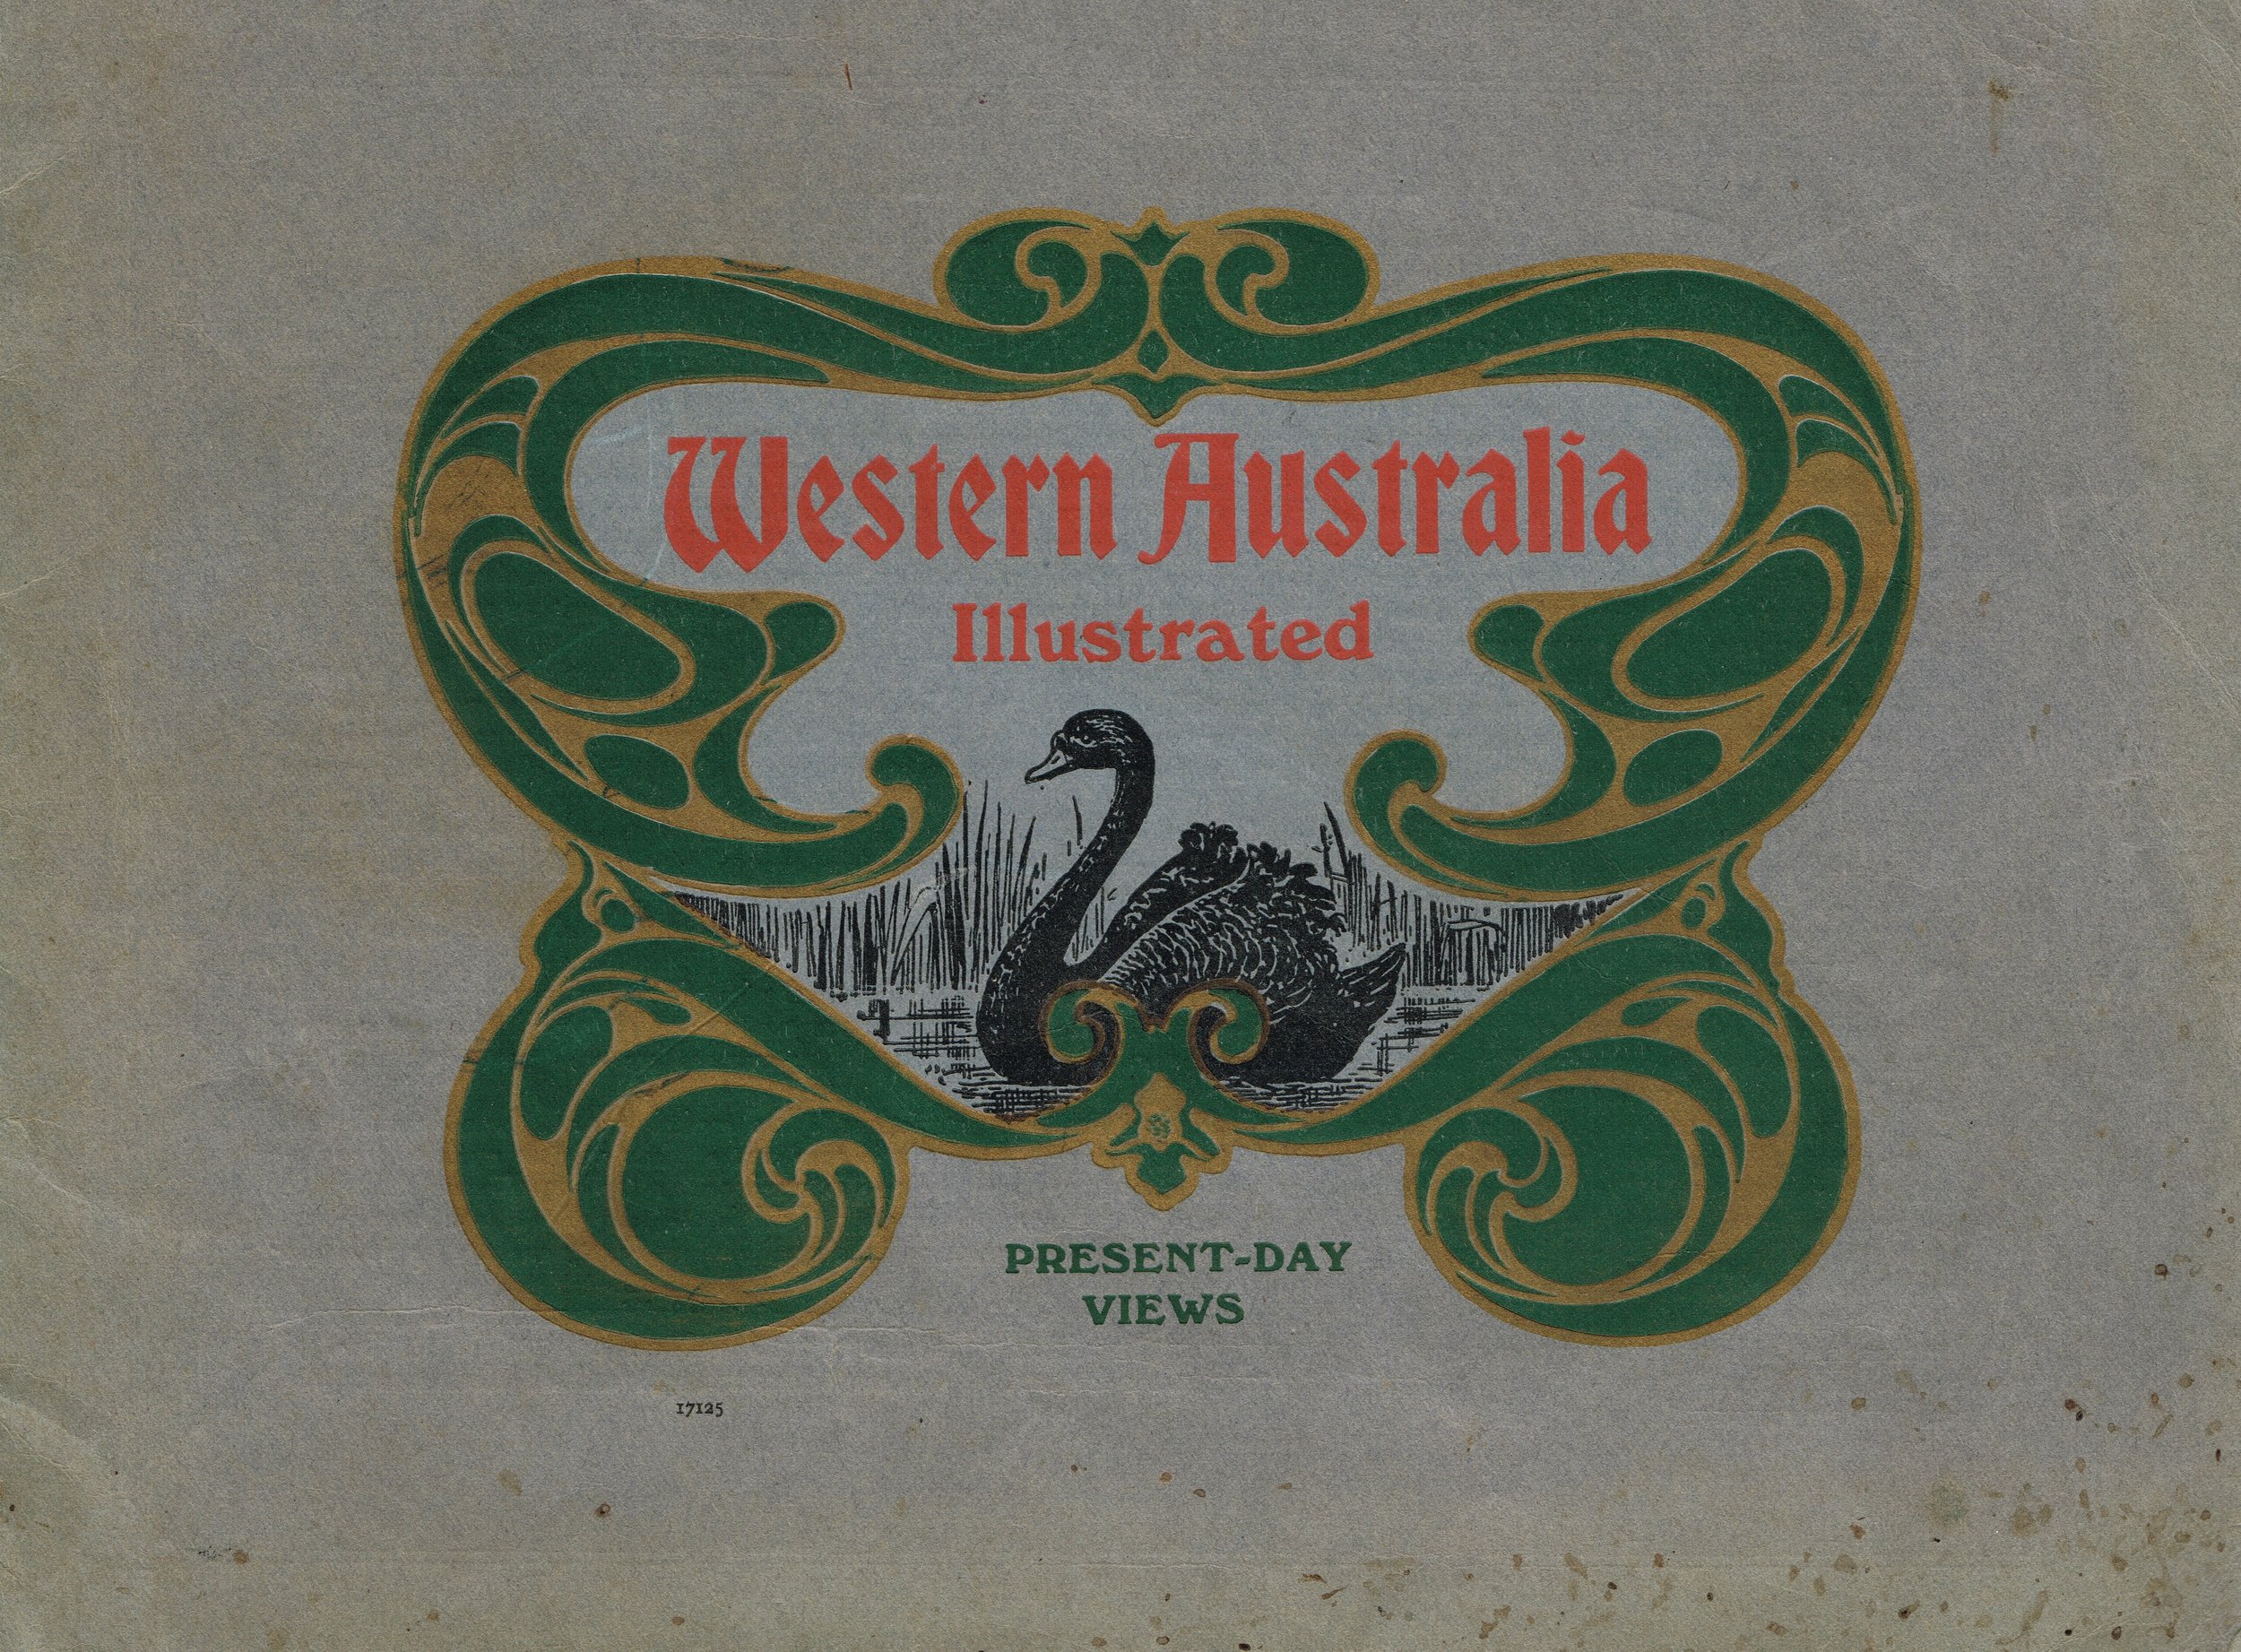 Western Australia
Illustrated
PRESENT-DAY
VIEWS
17125